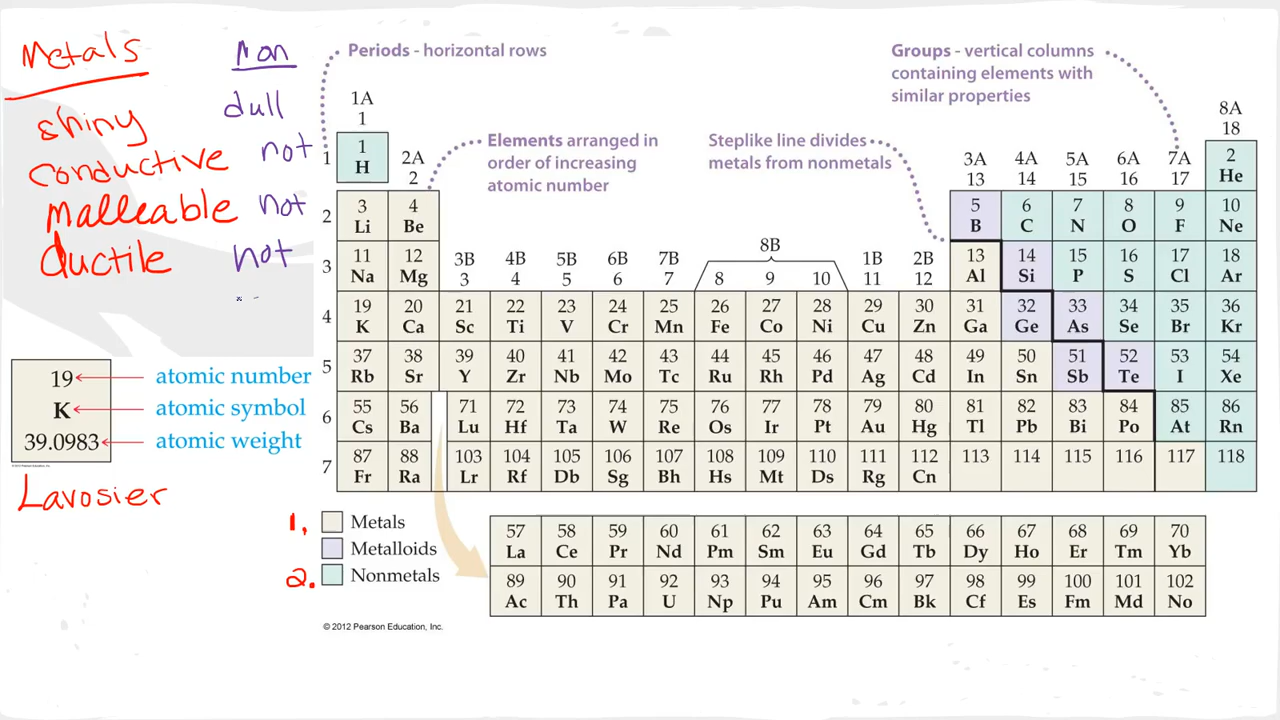 Metals
Non
shiny
dull
conductive
not
malleable
not
ductile
not
19
atomic number
K
atomic symbol
39.0983
atomic weight
Lavosier
Periods - horizontal rows
Elements arranged in
order of increasing
atomic number
Steplike line divides
metals from nonmetals
Groups - vertical columns
containing elements with
similar properties
1A 8A
1 18
2A 3A 4A 5A 6A 7A
2 13 14 15 16 17
8B
3B 4B 5B 6B 7B 1B 2B
3 4 5 6 7 8 9 10 11 12
1 1 2
H He
2 3 4 5 6 7 8 9 10
Li Be B C N O F Ne
3 11 12 13 14 15 16 17 18
Na Mg Al Si P S Cl Ar
4 19 20 21 22 23 24 25 26 27 28 29 30 31 32 33 34 35 36
K Ca Sc Ti V Cr Mn Fe Co Ni Cu Zn Ga Ge As Se Br Kr
5 37 38 39 40 41 42 43 44 45 46 47 48 49 50 51 52 53 54
Rb Sr Y Zr Nb Mo Tc Ru Rh Pd Ag Cd In Sn Sb Te I Xe
6 55 56 71 72 73 74 75 76 77 78 79 80 81 82 83 84 85 86
Cs Ba Lu Hf Ta W Re Os Ir Pt Au Hg Tl Pb Bi Po At Rn
7 87 88 103 104 105 106 107 108 109 110 111 112 113 114 115 116 117 118
Fr Ra Lr Rf Db Sg Bh Hs Mt Ds Rg Cn
1. Metals
Metalloids
2. Nonmetals
57 58 59 60 61 62 63 64 65 66 67 68 69 70
La Ce Pr Nd Pm Sm Eu Gd Tb Dy Ho Er Tm Yb
89 90 91 92 93 94 95 96 97 98 99 100 101 102
Ac Th Pa U Np Pu Am Cm Bk Cf Es Fm Md No
© 2012 Pearson Education, Inc.